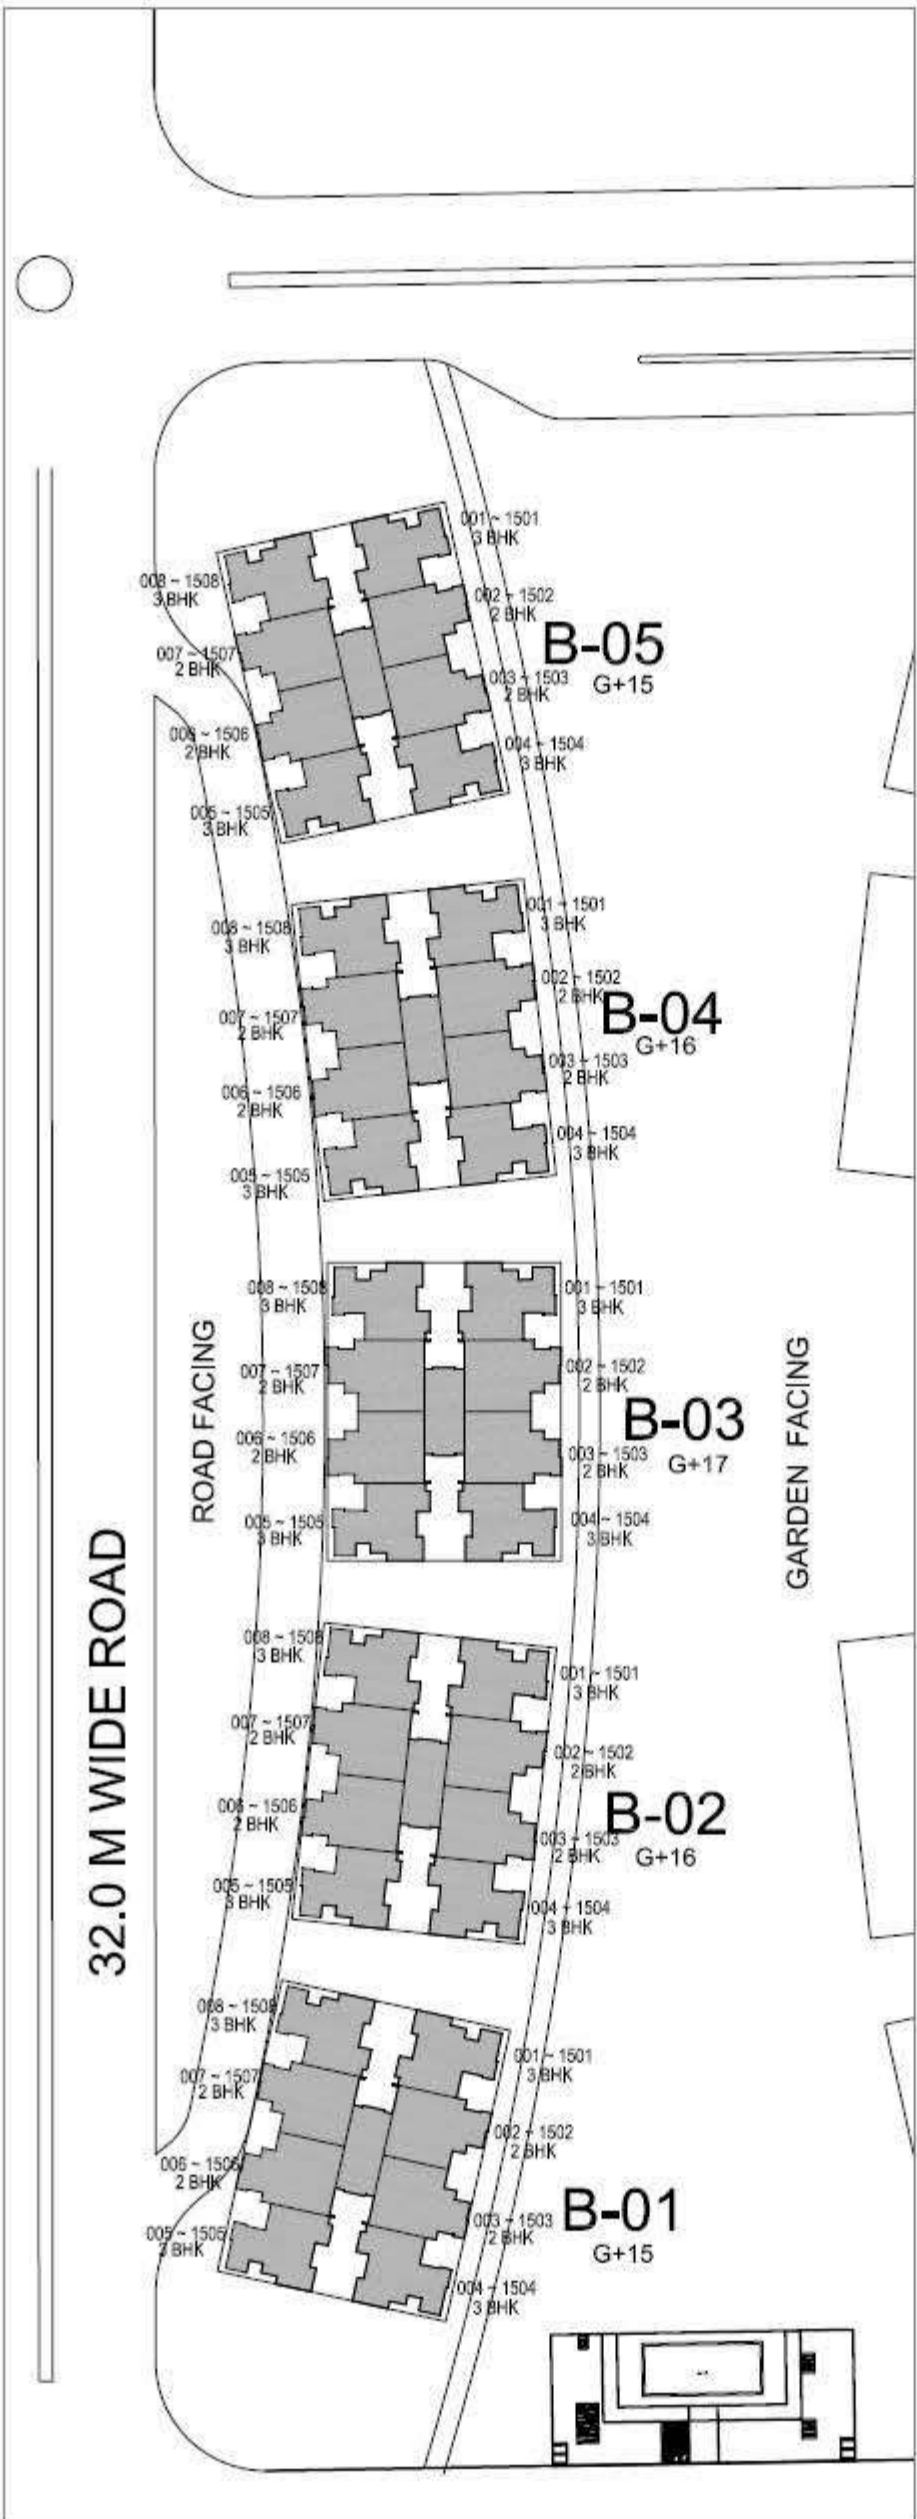 001 ~ 1501
3 BHK
008 ~ 1508
3 BHK
002 ~ 1502
2 BHK
007 ~ 1507
2 BHK
B-05
G+15
003 ~ 1503
2 BHK
006 ~ 1506
2 BHK
004 ~ 1504
3 BHK
005 ~ 1505
3 BHK
001 ~ 1501
3 BHK
008 ~ 1508
3 BHK
002 ~ 1502
2 BHK
007 ~ 1507
2 BHK
B-04
G+16
003 ~ 1503
2 BHK
006 ~ 1506
2 BHK
004 ~ 1504
3 BHK
005 ~ 1505
3 BHK
008 ~ 1508
3 BHK
001 ~ 1501
3 BHK
007 ~ 1507
2 BHK
002 ~ 1502
2 BHK
ROAD FACING
B-03
G+17
GARDEN FACING
006 ~ 1506
2 BHK
003 ~ 1503
2 BHK
005 ~ 1505
3 BHK
004 ~ 1504
3 BHK
32.0 M WIDE ROAD
008 ~ 1508
3 BHK
001 ~ 1501
3 BHK
007 ~ 1507
2 BHK
002 ~ 1502
2 BHK
B-02
G+16
006 ~ 1506
2 BHK
003 ~ 1503
2 BHK
005 ~ 1505
3 BHK
004 ~ 1504
3 BHK
008 ~ 1508
3 BHK
001 ~ 1501
3 BHK
007 ~ 1507
2 BHK
002 ~ 1502
2 BHK
006 ~ 1506
2 BHK
B-01
G+15
003 ~ 1503
2 BHK
005 ~ 1505
3 BHK
004 ~ 1504
3 BHK